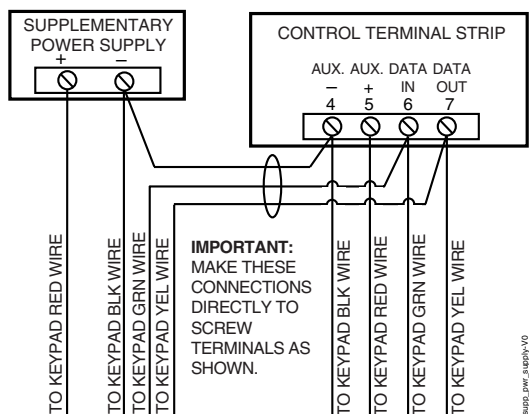 SUPPLEMENTARY
POWER SUPPLY
+ –
CONTROL TERMINAL STRIP
AUX. AUX. DATA DATA
– + IN OUT
4 5 6 7
IMPORTANT:
MAKE THESE
CONNECTIONS
DIRECTLY TO
SCREW
TERMINALS AS
SHOWN.
TO KEYPAD RED WIRE
TO KEYPAD BLK WIRE
TO KEYPAD GRN WIRE
TO KEYPAD YEL WIRE
TO KEYPAD BLK WIRE
TO KEYPAD RED WIRE
TO KEYPAD GRN WIRE
TO KEYPAD YEL WIRE
supp_pwr_supply-V0